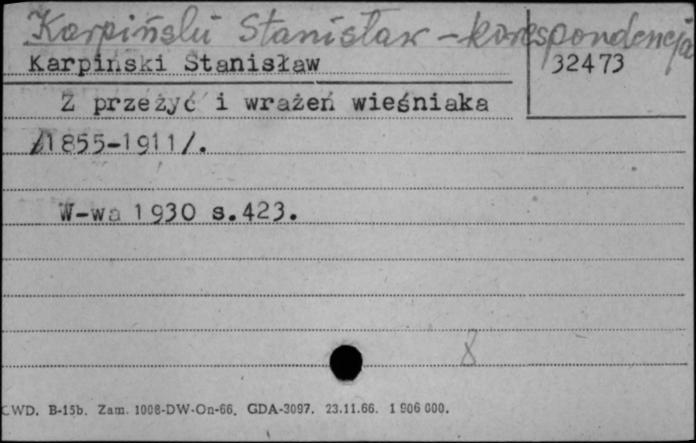 Karpiński Stanisław - korespondencja
Karpiński Stanisław
32473
Z przeżyć i wrażeń wieśniaka
/1855-1911/.
W-wa 1930 s.423.
8
CWD. B-15b. Zam. 1008-DW-On-66. GDA-3097. 23.11.66. 1 906 000.